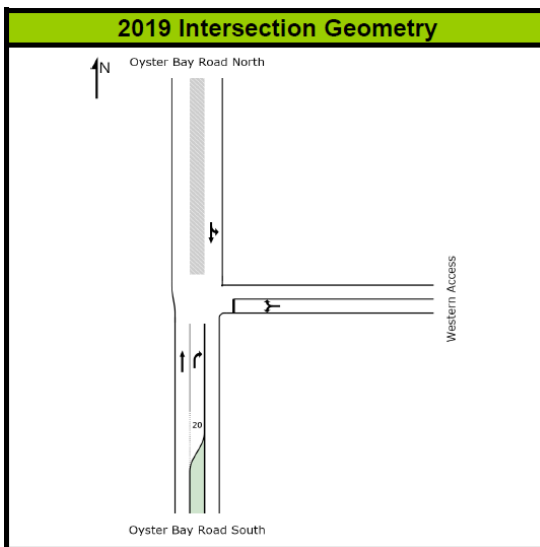 2019 Intersection Geometry
Oyster Bay Road North
N
Western Access
20
Oyster Bay Road South